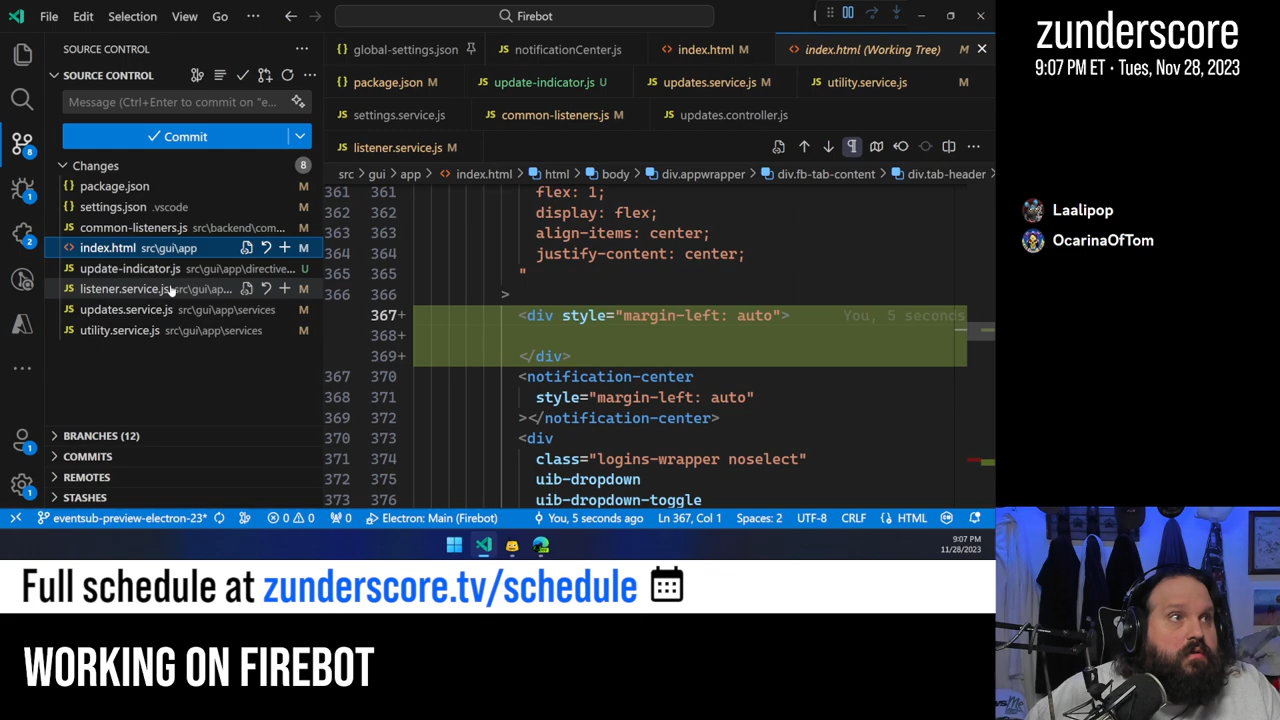 File Edit Selection View Go ··· Firebot
SOURCE CONTROL ···
SOURCE CONTROL
Message (Ctrl+Enter to commit on "e...
Commit
Changes 8
package.json M
settings.json .vscode M
common-listeners.js src\backend\com... M
index.html src\gui\app M
update-indicator.js src\gui\app\directive... U
listener.service.js src\gui\ap... M
updates.service.js src\gui\app\services M
utility.service.js src\gui\app\services M
BRANCHES (12)
COMMITS
REMOTES
STASHES
8
1
2
1
1
global-settings.json notificationCenter.js index.html M index.html (Working Tree) M
package.json M update-indicator.js U updates.service.js M utility.service.js M
settings.service.js common-listeners.js M updates.controller.js
listener.service.js M
src > gui > app > index.html > html > body > div.appwrapper > div.fb-tab-content > div.tab-header
361 361 flex: 1;
362 362 display: flex;
363 363 align-items: center;
364 364 justify-content: center;
365 365 "
366 366 >
367+ <div style="margin-left: auto"> You, 5 seconds
368+
369+ </div>
367 370 <notification-center
368 371 style="margin-left: auto"
369 372 ></notification-center>
370 373 <div
371 374 class="logins-wrapper noselect"
372 375 uib-dropdown
373 376 uib-dropdown-toggle
eventsub-preview-electron-23* 0 0 0 Electron: Main (Firebot) You, 5 seconds ago Ln 367, Col 1 Spaces: 2 UTF-8 CRLF HTML
9:07 PM
11/28/2023
Full schedule at zunderscore.tv/schedule
WORKING ON FIREBOT
zunderscore
9:07 PM ET · Tues, Nov 28, 2023
Laalipop
OcarinaOfTom